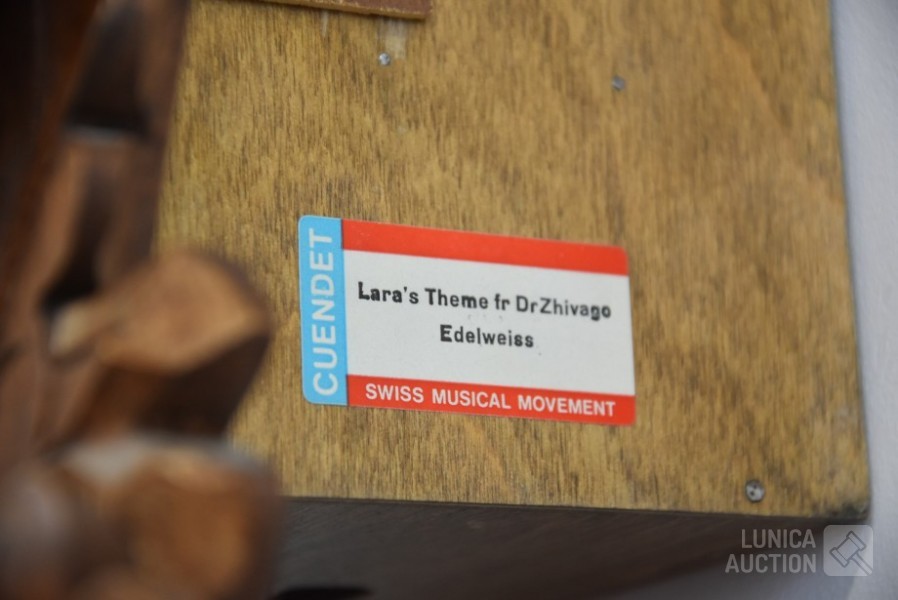 CUENDET
Lara's Theme fr DrZhivago
Edelweiss
SWISS MUSICAL MOVEMENT
LUNICA
AUCTION